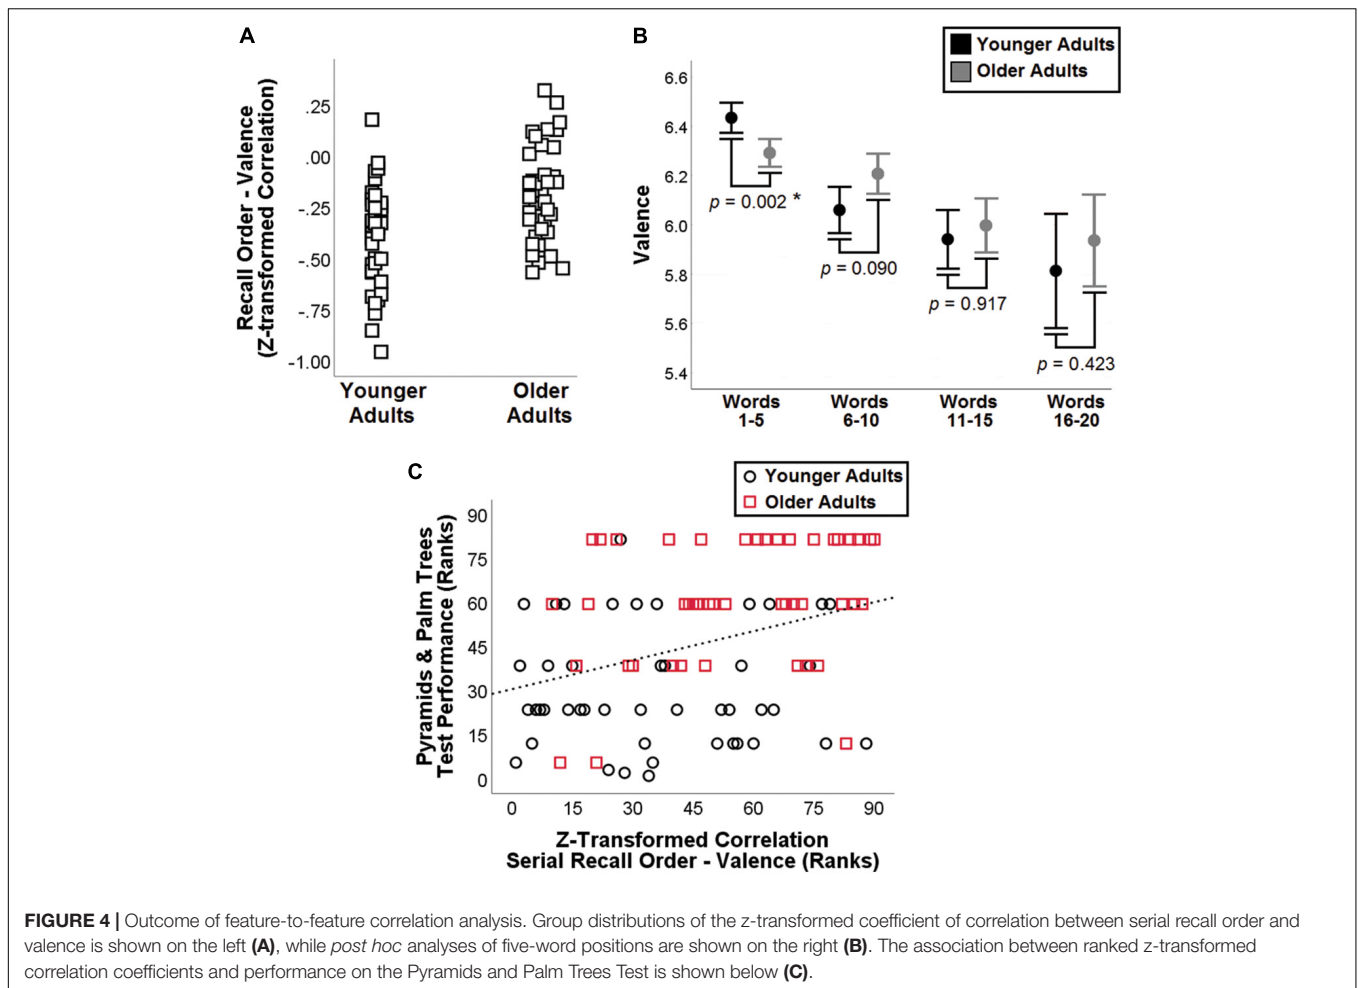 A
Recall Order - Valence
(Z-transformed Correlation)
.25
.00
-.25
-.50
-.75
-1.00
Younger
Adults
Older
Adults
B
Younger Adults
Older Adults
Valence
6.6
6.4
6.2
6.0
5.8
5.6
5.4
p = 0.002 *
p = 0.090
p = 0.917
p = 0.423
Words
1-5
Words
6-10
Words
11-15
Words
16-20
C
Younger Adults
Older Adults
Pyramids & Palm Trees
Test Performance (Ranks)
90
75
60
45
30
15
0
0 15 30 45 60 75 90
Z-Transformed Correlation
Serial Recall Order - Valence (Ranks)
FIGURE 4 | Outcome of feature-to-feature correlation analysis. Group distributions of the z-transformed coefficient of correlation between serial recall order and
valence is shown on the left (A), while post hoc analyses of five-word positions are shown on the right (B). The association between ranked z-transformed
correlation coefficients and performance on the Pyramids and Palm Trees Test is shown below (C).